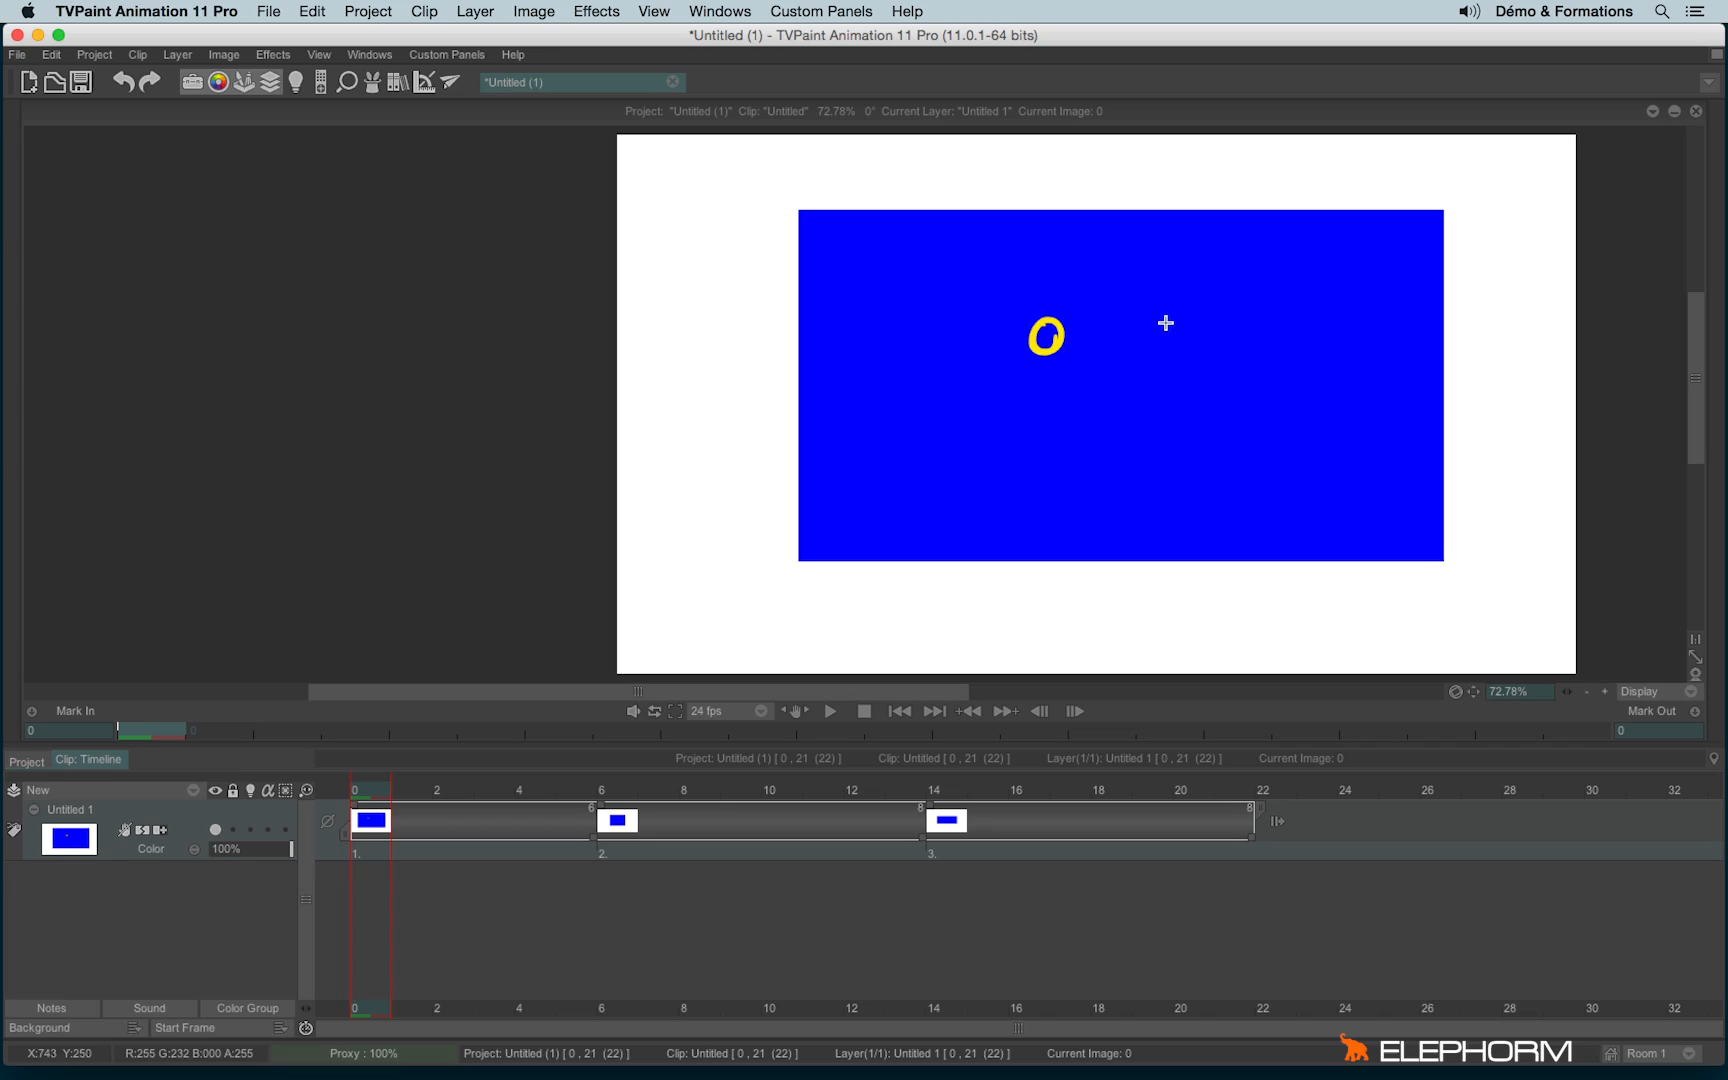 TVPaint Animation 11 Pro File Edit Project Clip Layer Image Effects View Windows Custom Panels Help Démo & Formations
*Untitled (1) - TVPaint Animation 11 Pro (11.0.1-64 bits)
File Edit Project Clip Layer Image Effects View Windows Custom Panels Help
*Untitled (1)
Project: "Untitled (1)" Clip: "Untitled" 72.78% 0° Current Layer: "Untitled 1" Current Image: 0
72.78% - + Display
Mark In 24 fps Mark Out
0 0 0
Project Clip: Timeline Project: Untitled (1) [ 0 , 21 (22) ] Clip: Untitled [ 0 , 21 (22) ] Layer(1/1): Untitled 1 [ 0 , 21 (22) ] Current Image: 0
New 0 2 4 6 8 10 12 14 16 18 20 22 24 26 28 30 32
Untitled 1 6 8 8
Color 100% 1. 2. 3.
Notes Sound Color Group 0 2 4 6 8 10 12 14 16 18 20 22 24 26 28 30 32
Background Start Frame
X:743 Y:250 R:255 G:232 B:000 A:255 Proxy : 100% Project: Untitled (1) [ 0 , 21 (22) ] Clip: Untitled [ 0 , 21 (22) ] Layer(1/1): Untitled 1 [ 0 , 21 (22) ] Current Image: 0 ELEPHORM Room 1